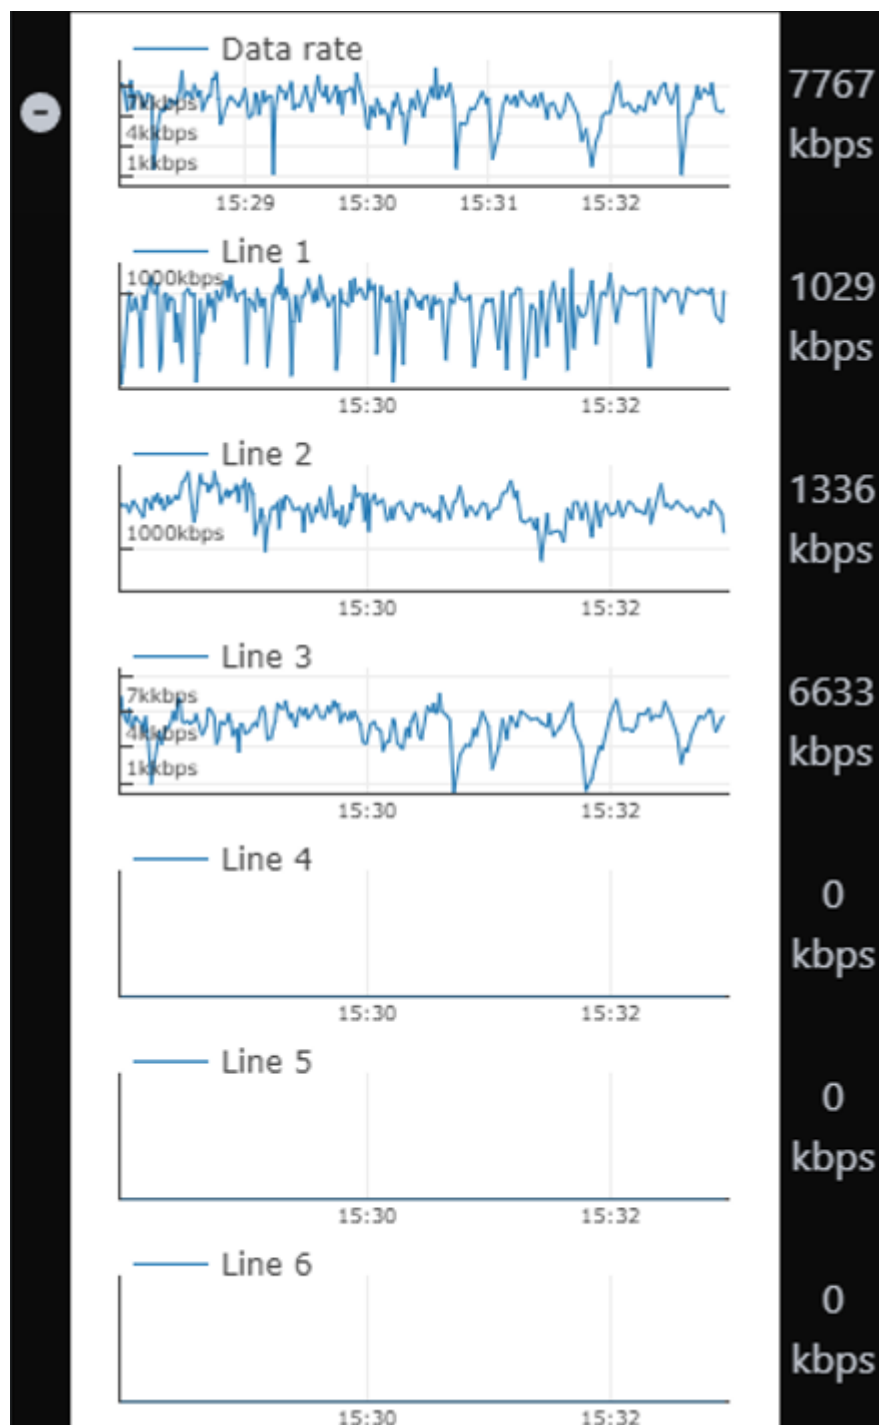 Data rate
7kkbps
4kkbps
1kkbps
15:29 15:30 15:31 15:32
7767
kbps
-
Line 1
1000kbps
15:30 15:32
1029
kbps
Line 2
1000kbps
15:30 15:32
1336
kbps
Line 3
7kkbps
4kkbps
1kkbps
15:30 15:32
6633
kbps
Line 4
15:30 15:32
0
kbps
Line 5
15:30 15:32
0
kbps
Line 6
15:30 15:32
0
kbps